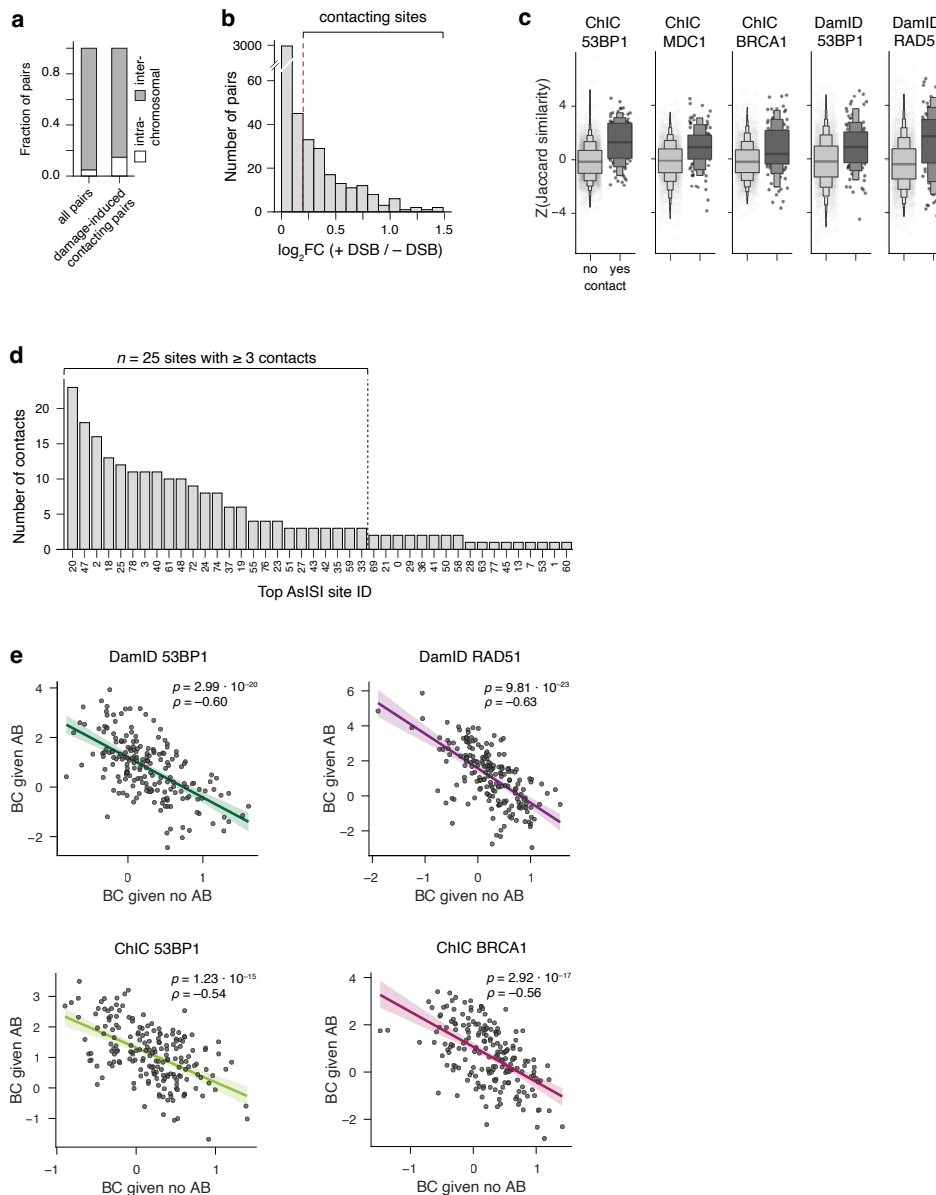 a
Fraction of pairs
0.8
0.4
0.0
all pairs
damage-induced
contacting pairs
intra- inter-
chromosomal
b
contacting sites
Number of pairs
3000
60
40
20
0
0 0.5 1.0 1.5
log2FC (+ DSB / – DSB)
c
ChIC
53BP1
ChIC
MDC1
ChIC
BRCA1
DamID
53BP1
DamID
RAD5
Z(Jaccard similarity)
4
0
−4
no yes
contact
d
n = 25 sites with ≥ 3 contacts
Number of contacts
20
15
10
5
0
20 47 2 18 25 78 3 40 61 48 72 24 74 37 19 55 76 23 51 27 43 42 35 59 33 69 21 0 29 36 41 50 58 28 63 77 45 13 7 53 1 60
Top AsISI site ID
e
DamID 53BP1
p = 2.99 · 10−20
ρ = −0.60
BC given AB
4
2
0
−2
0 1
BC given no AB
DamID RAD51
p = 9.81 · 10−23
ρ = −0.63
BC given AB
6
4
2
0
−2
−2 −1 0 1
BC given no AB
ChIC 53BP1
p = 1.23 · 10−15
ρ = −0.54
BC given AB
3
2
1
0
−1
−1 0 1
BC given no AB
ChIC BRCA1
p = 2.92 · 10−17
ρ = −0.56
BC given AB
4
2
0
−2
−1 0 1
BC given no AB